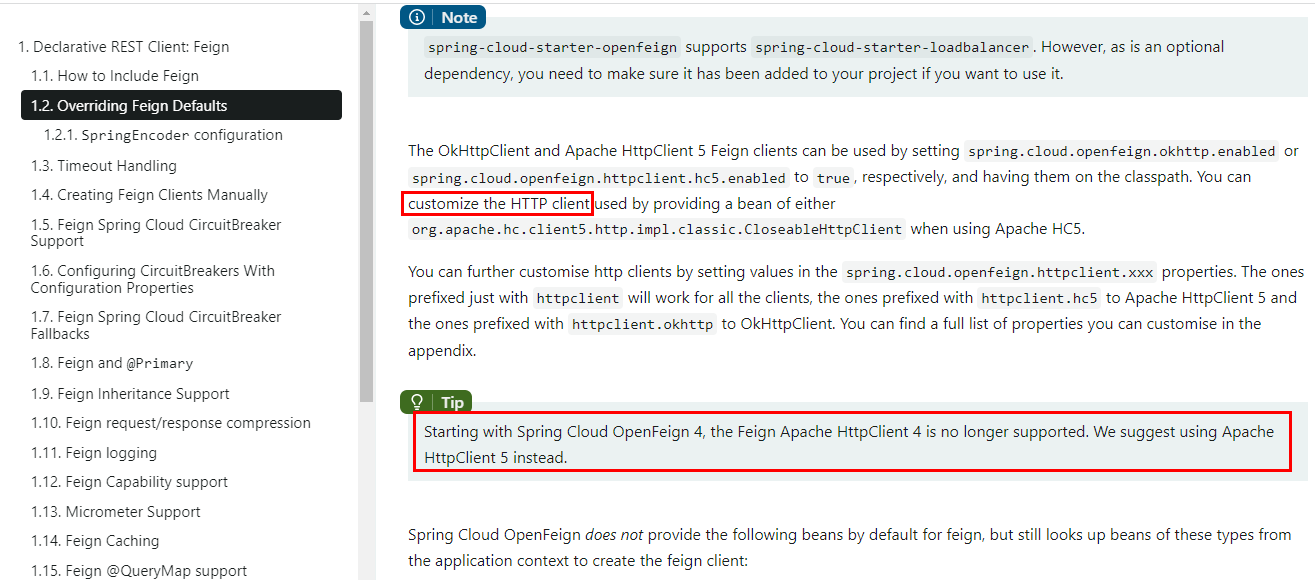 1. Declarative REST Client: Feign
1.1. How to Include Feign
1.2. Overriding Feign Defaults
1.2.1. SpringEncoder configuration
1.3. Timeout Handling
1.4. Creating Feign Clients Manually
1.5. Feign Spring Cloud CircuitBreaker
Support
1.6. Configuring CircuitBreakers With
Configuration Properties
1.7. Feign Spring Cloud CircuitBreaker
Fallbacks
1.8. Feign and @Primary
1.9. Feign Inheritance Support
1.10. Feign request/response compression
1.11. Feign logging
1.12. Feign Capability support
1.13. Micrometer Support
1.14. Feign Caching
1.15. Feign @QueryMap support
Note
spring-cloud-starter-openfeign supports spring-cloud-starter-loadbalancer. However, as is an optional
dependency, you need to make sure it has been added to your project if you want to use it.
The OkHttpClient and Apache HttpClient 5 Feign clients can be used by setting spring.cloud.openfeign.okhttp.enabled or
spring.cloud.openfeign.httpclient.hc5.enabled to true, respectively, and having them on the classpath. You can
customize the HTTP client used by providing a bean of either
org.apache.hc.client5.http.impl.classic.CloseableHttpClient when using Apache HC5.
You can further customise http clients by setting values in the spring.cloud.openfeign.httpclient.xxx properties. The ones
prefixed just with httpclient will work for all the clients, the ones prefixed with httpclient.hc5 to Apache HttpClient 5 and
the ones prefixed with httpclient.okhttp to OkHttpClient. You can find a full list of properties you can customise in the
appendix.
Tip
Starting with Spring Cloud OpenFeign 4, the Feign Apache HttpClient 4 is no longer supported. We suggest using Apache
HttpClient 5 instead.
Spring Cloud OpenFeign does not provide the following beans by default for feign, but still looks up beans of these types from
the application context to create the feign client: